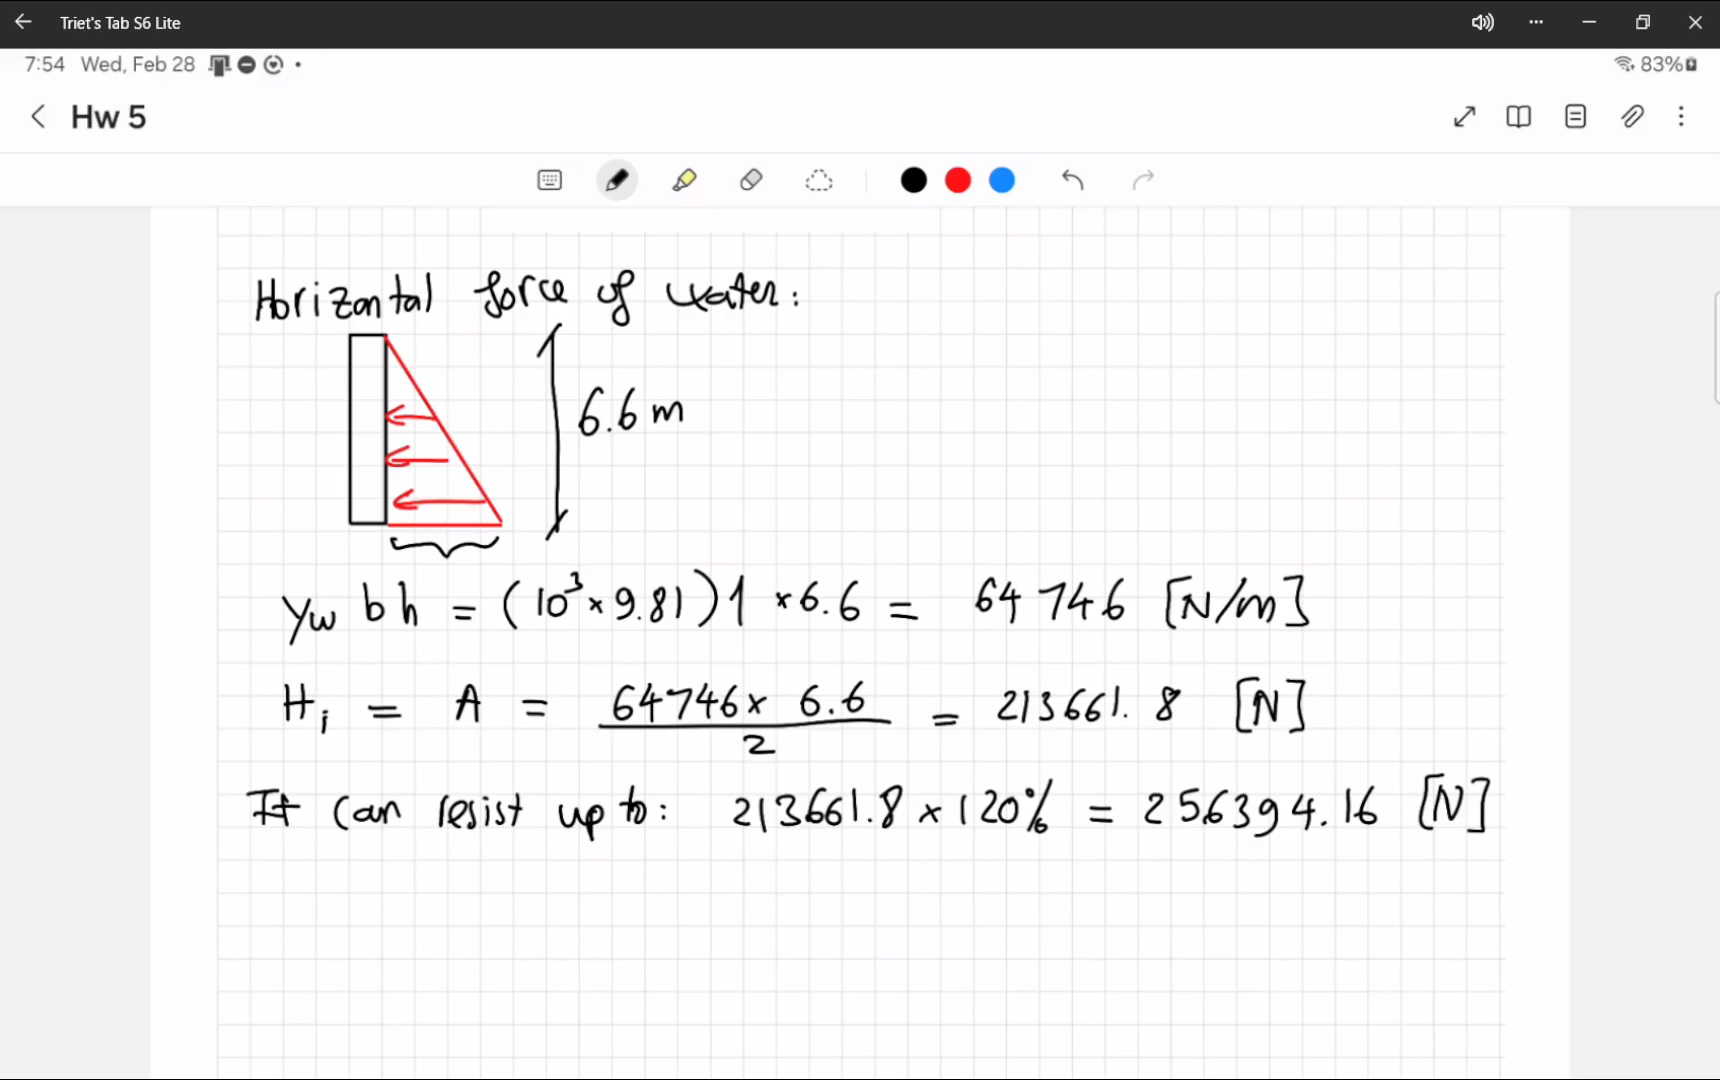 Triet's Tab S6 Lite
7:54 Wed, Feb 28
83%
Hw 5
Horizontal force of water:
6.6 m
γw b h = (10³ × 9.81) 1 × 6.6 = 64 746 [N/m]
H₁ = A = 64746 × 6.6 / 2 = 213661.8 [N]
It can resist up to: 213661.8 × 120% = 256394.16 [N]